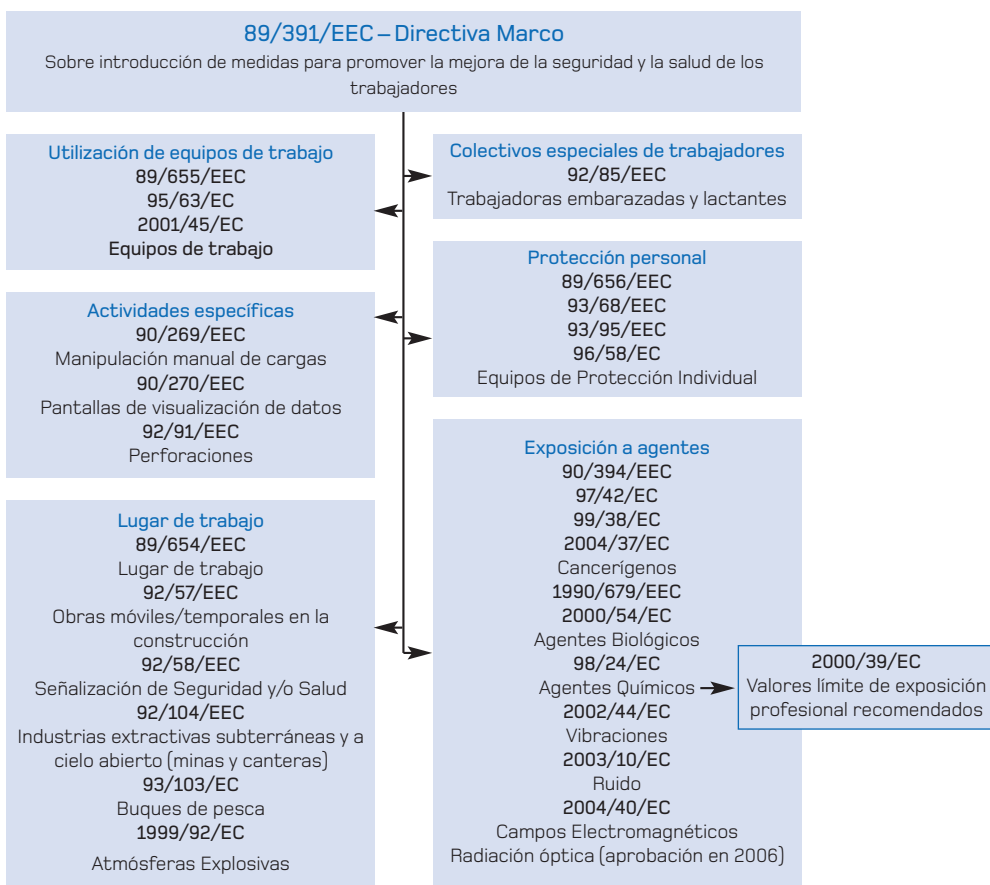 89/391/EEC – Directiva Marco
Sobre introducción de medidas para promover la mejora de la seguridad y la salud de los
trabajadores
Utilización de equipos de trabajo
89/655/EEC
95/63/EC
2001/45/EC
Equipos de trabajo
Actividades específicas
90/269/EEC
Manipulación manual de cargas
90/270/EEC
Pantallas de visualización de datos
92/91/EEC
Perforaciones
Lugar de trabajo
89/654/EEC
Lugar de trabajo
92/57/EEC
Obras móviles/temporales en la
construcción
92/58/EEC
Señalización de Seguridad y/o Salud
92/104/EEC
Industrias extractivas subterráneas y a
cielo abierto (minas y canteras)
93/103/EC
Buques de pesca
1999/92/EC
Atmósferas Explosivas
Colectivos especiales de trabajadores
92/85/EEC
Trabajadoras embarazadas y lactantes
Protección personal
89/656/EEC
93/68/EEC
93/95/EEC
96/58/EC
Equipos de Protección Individual
Exposición a agentes
90/394/EEC
97/42/EC
99/38/EC
2004/37/EC
Cancerígenos
1990/679/EEC
2000/54/EC
Agentes Biológicos
98/24/EC
Agentes Químicos
2002/44/EC
Vibraciones
2003/10/EC
Ruido
2004/40/EC
Campos Electromagnéticos
Radiación óptica (aprobación en 2006)
2000/39/EC
Valores límite de exposición
profesional recomendados